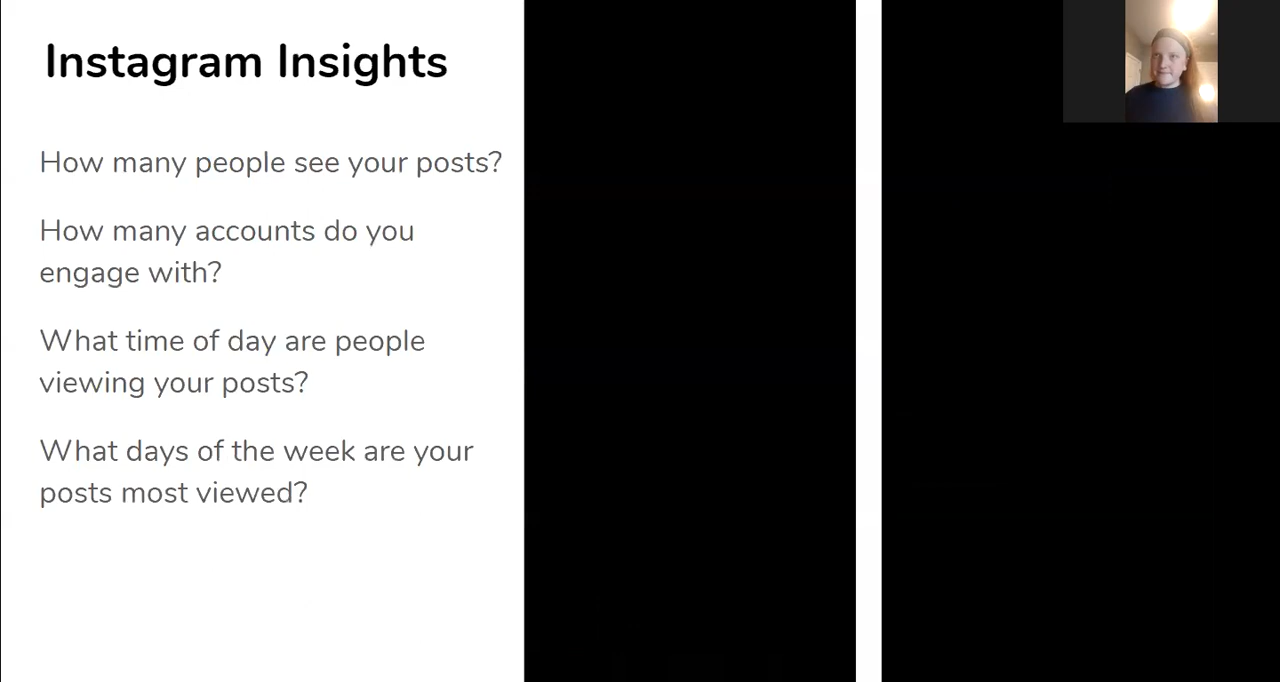 Instagram Insights
How many people see your posts?
How many accounts do you
engage with?
What time of day are people
viewing your posts?
What days of the week are your
posts most viewed?